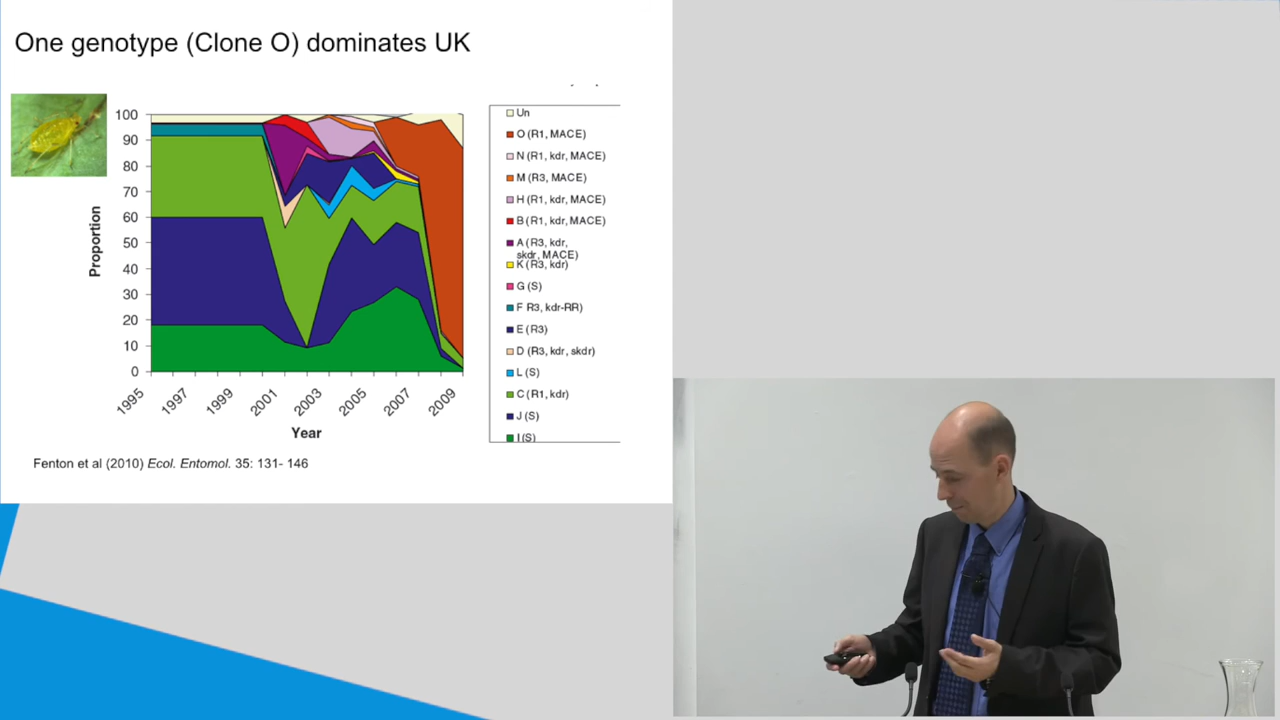 One genotype (Clone O) dominates UK
100
90
80
70
60
50
40
30
20
10
0
Proportion
1995
1997
1999
2001
2003
2005
2007
2009
Year
Un
O (R1, MACE)
N (R1, kdr, MACE)
M (R3, MACE)
H (R1, kdr, MACE)
B (R1, kdr, MACE)
A (R3, kdr,
skdr, MACE)
K (R3, kdr)
G (S)
F R3, kdr-RR)
E (R3)
D (R3, kdr, skdr)
L (S)
C (R1, kdr)
J (S)
I (S)
Fenton et al (2010) Ecol. Entomol. 35: 131- 146